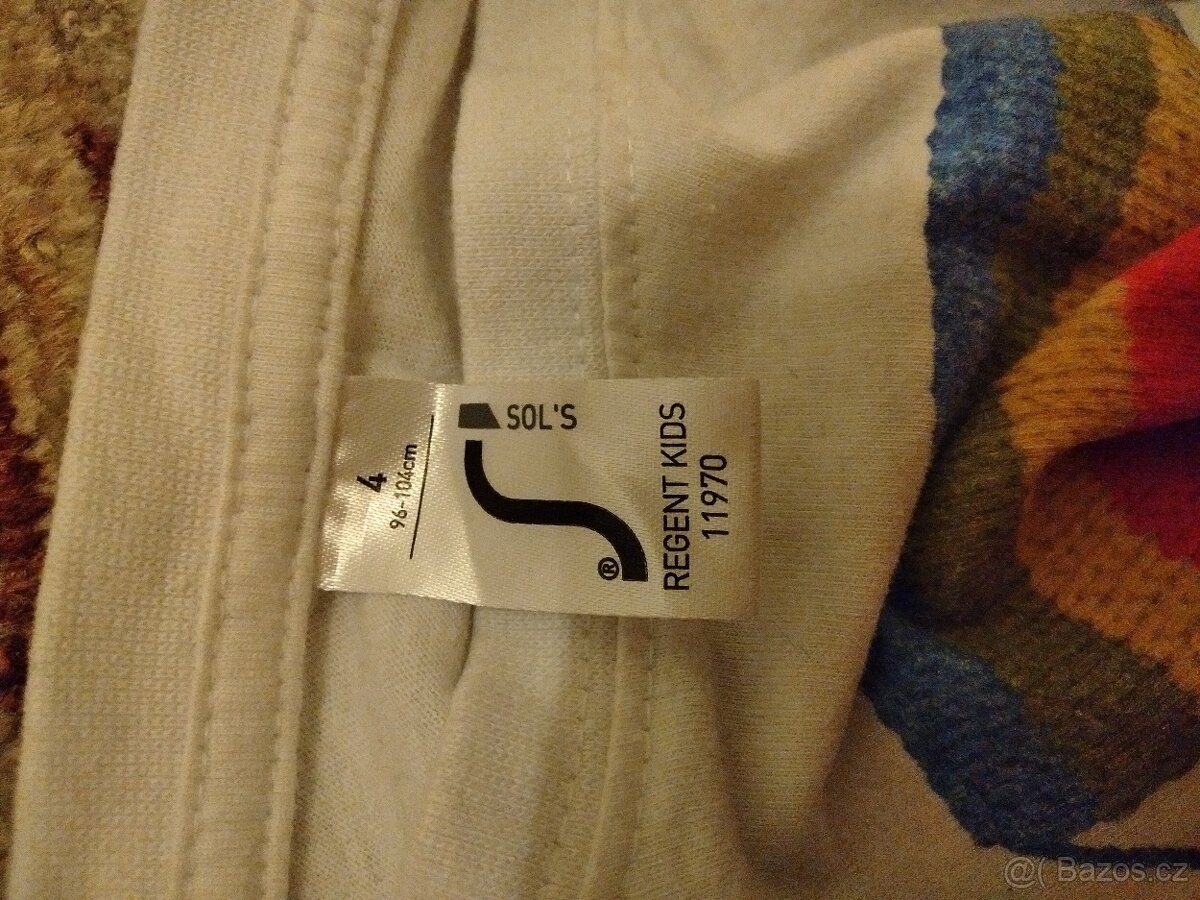 4
96-104cm
SOL'S
®
REGENT KIDS
11970
@( Bazos.cz